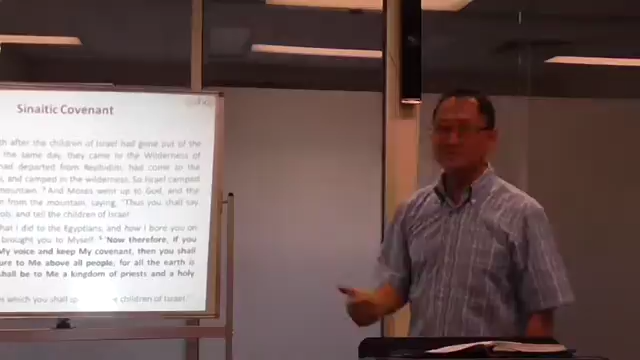 Sinaitic Covenant
th after the children of Israel had gone out of the
the same day, they came to the Wilderness of
had departed from Rephidim, had come to the
, and camped in the wilderness. So Israel camped
mountain. ³ And Moses went up to God, and the
from the mountain, saying, "Thus you shall say
ob, and tell the children of Israel
hat I did to the Egyptians, and how I bore you on
brought you to Myself. ⁵ 'Now therefore, if you
My voice and keep My covenant, then you shall
ure to Me above all people; for all the earth is
shall be to Me a kingdom of priests and a holy
s which you shall sp e children of Israel."